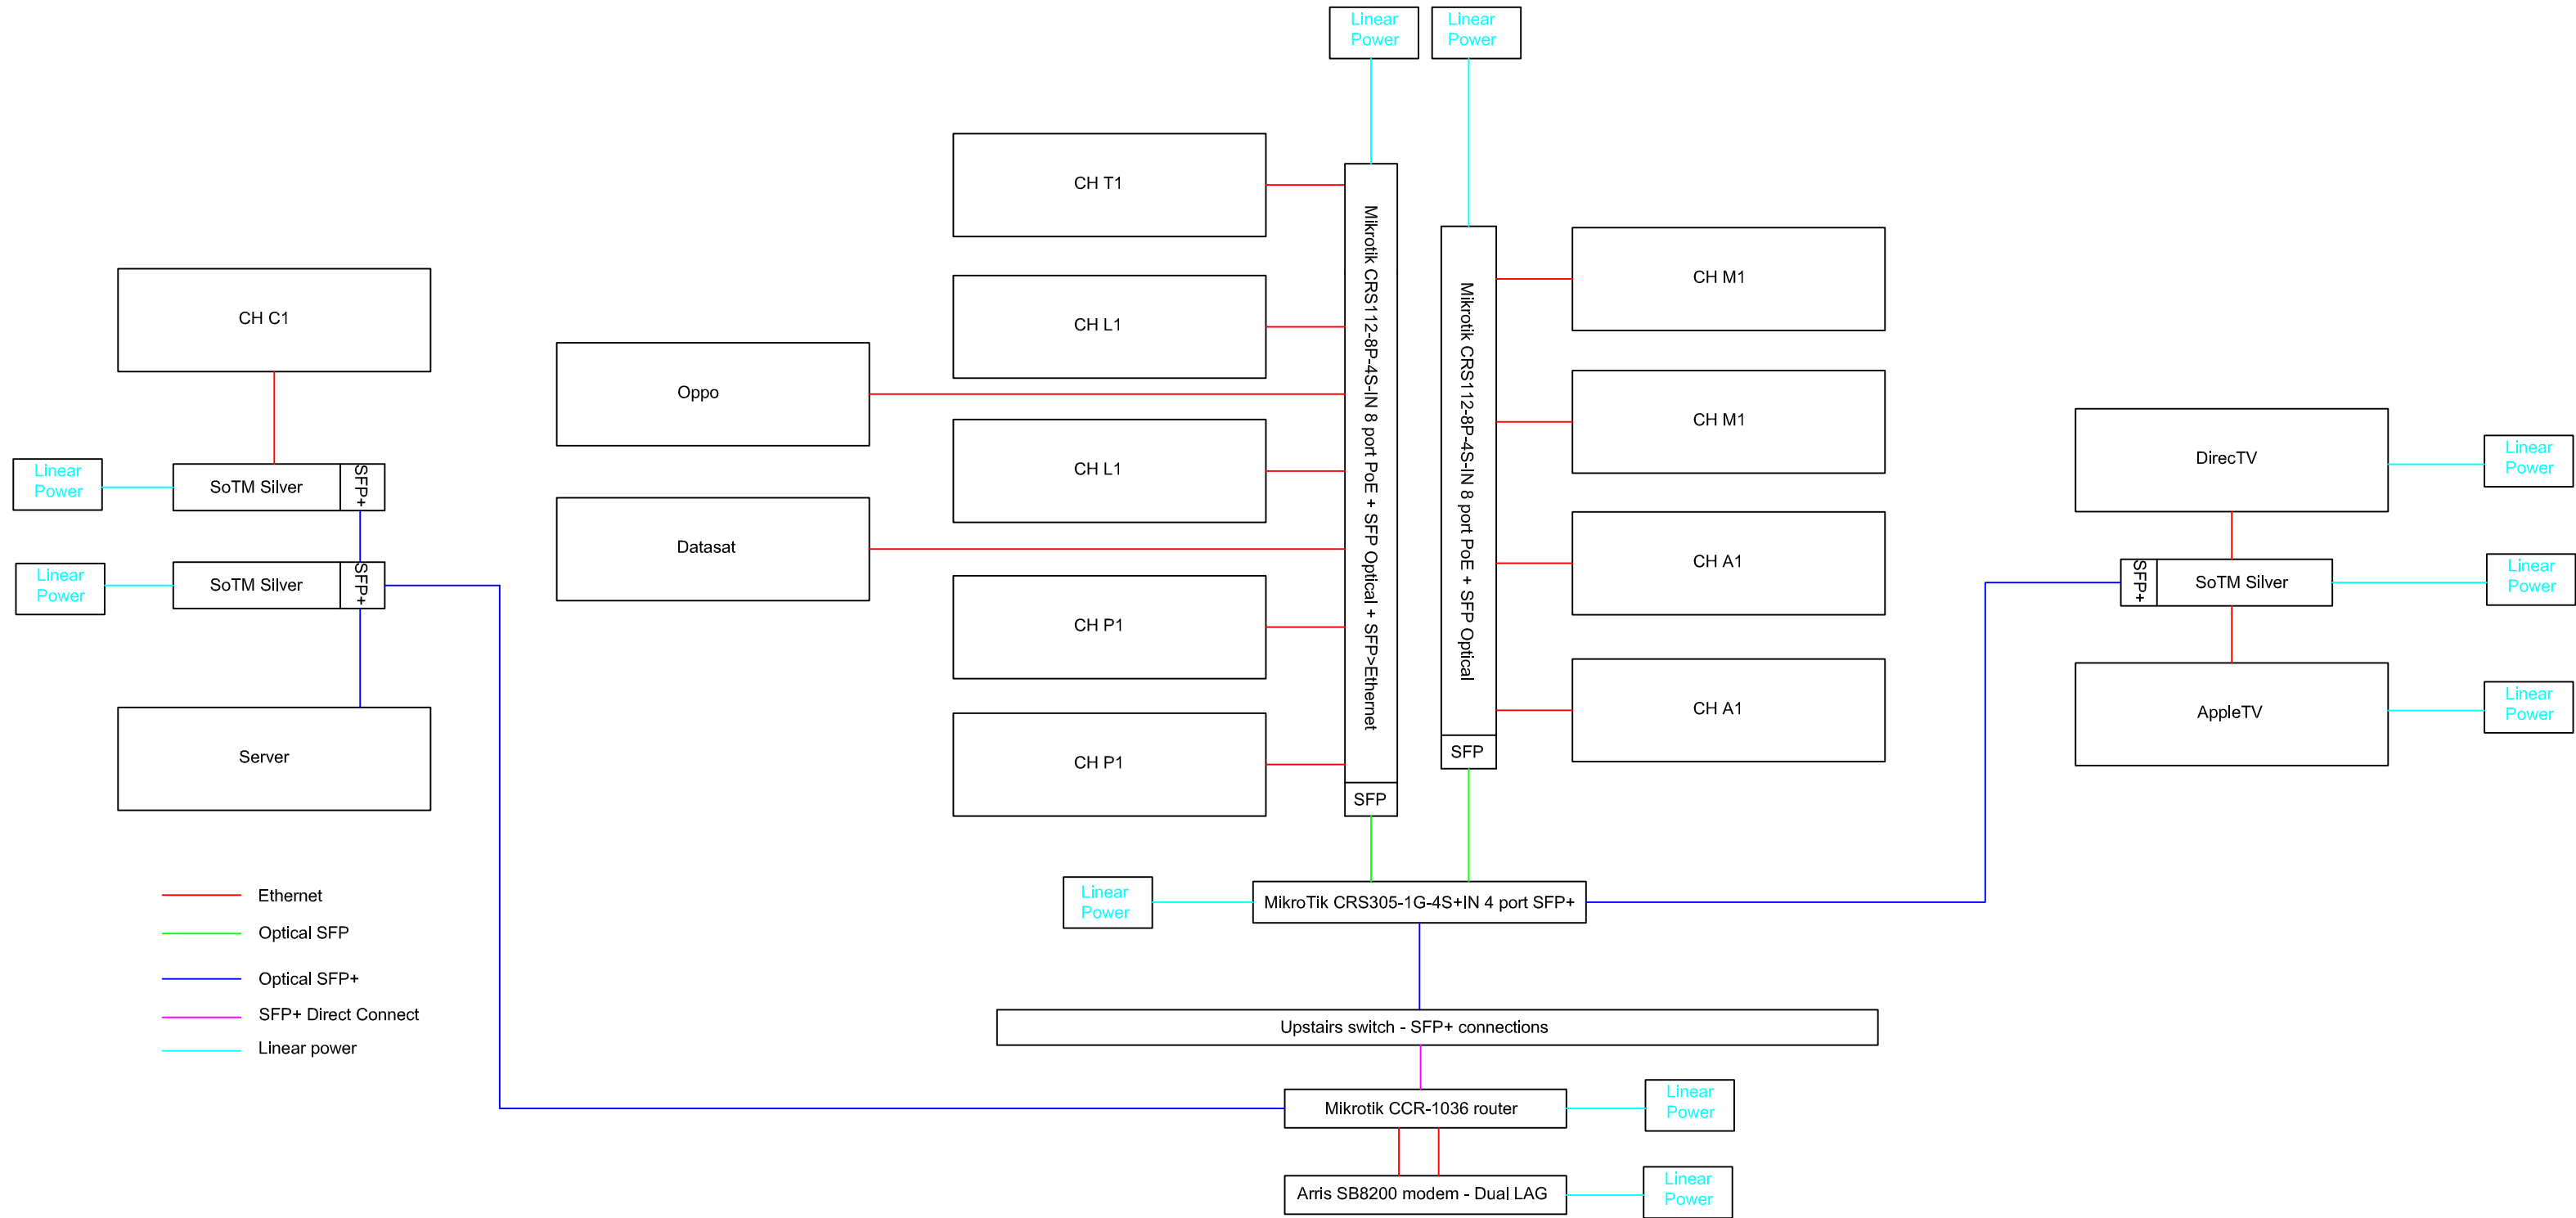 Linear
Power
Linear
Power
CH T1
Mikrotik CRS112-8P-4S-IN 8 port PoE + SFP Optical + SFP>Ethernet
SFP
Mikrotik CRS112-8P-4S-IN 8 port PoE + SFP Optical
SFP
CH M1
CH C1
CH L1
Oppo
CH M1
DirecTV
Linear
Power
Linear
Power
SoTM Silver
SFP+
CH L1
Datasat
CH A1
Linear
Power
SoTM Silver
SFP+
SFP+
SoTM Silver
Linear
Power
CH P1
CH A1
AppleTV
Linear
Power
Server
CH P1
Ethernet
Optical SFP
Optical SFP+
SFP+ Direct Connect
Linear power
Linear
Power
MikroTik CRS305-1G-4S+IN 4 port SFP+
Upstairs switch - SFP+ connections
Mikrotik CCR-1036 router
Linear
Power
Arris SB8200 modem - Dual LAG
Linear
Power